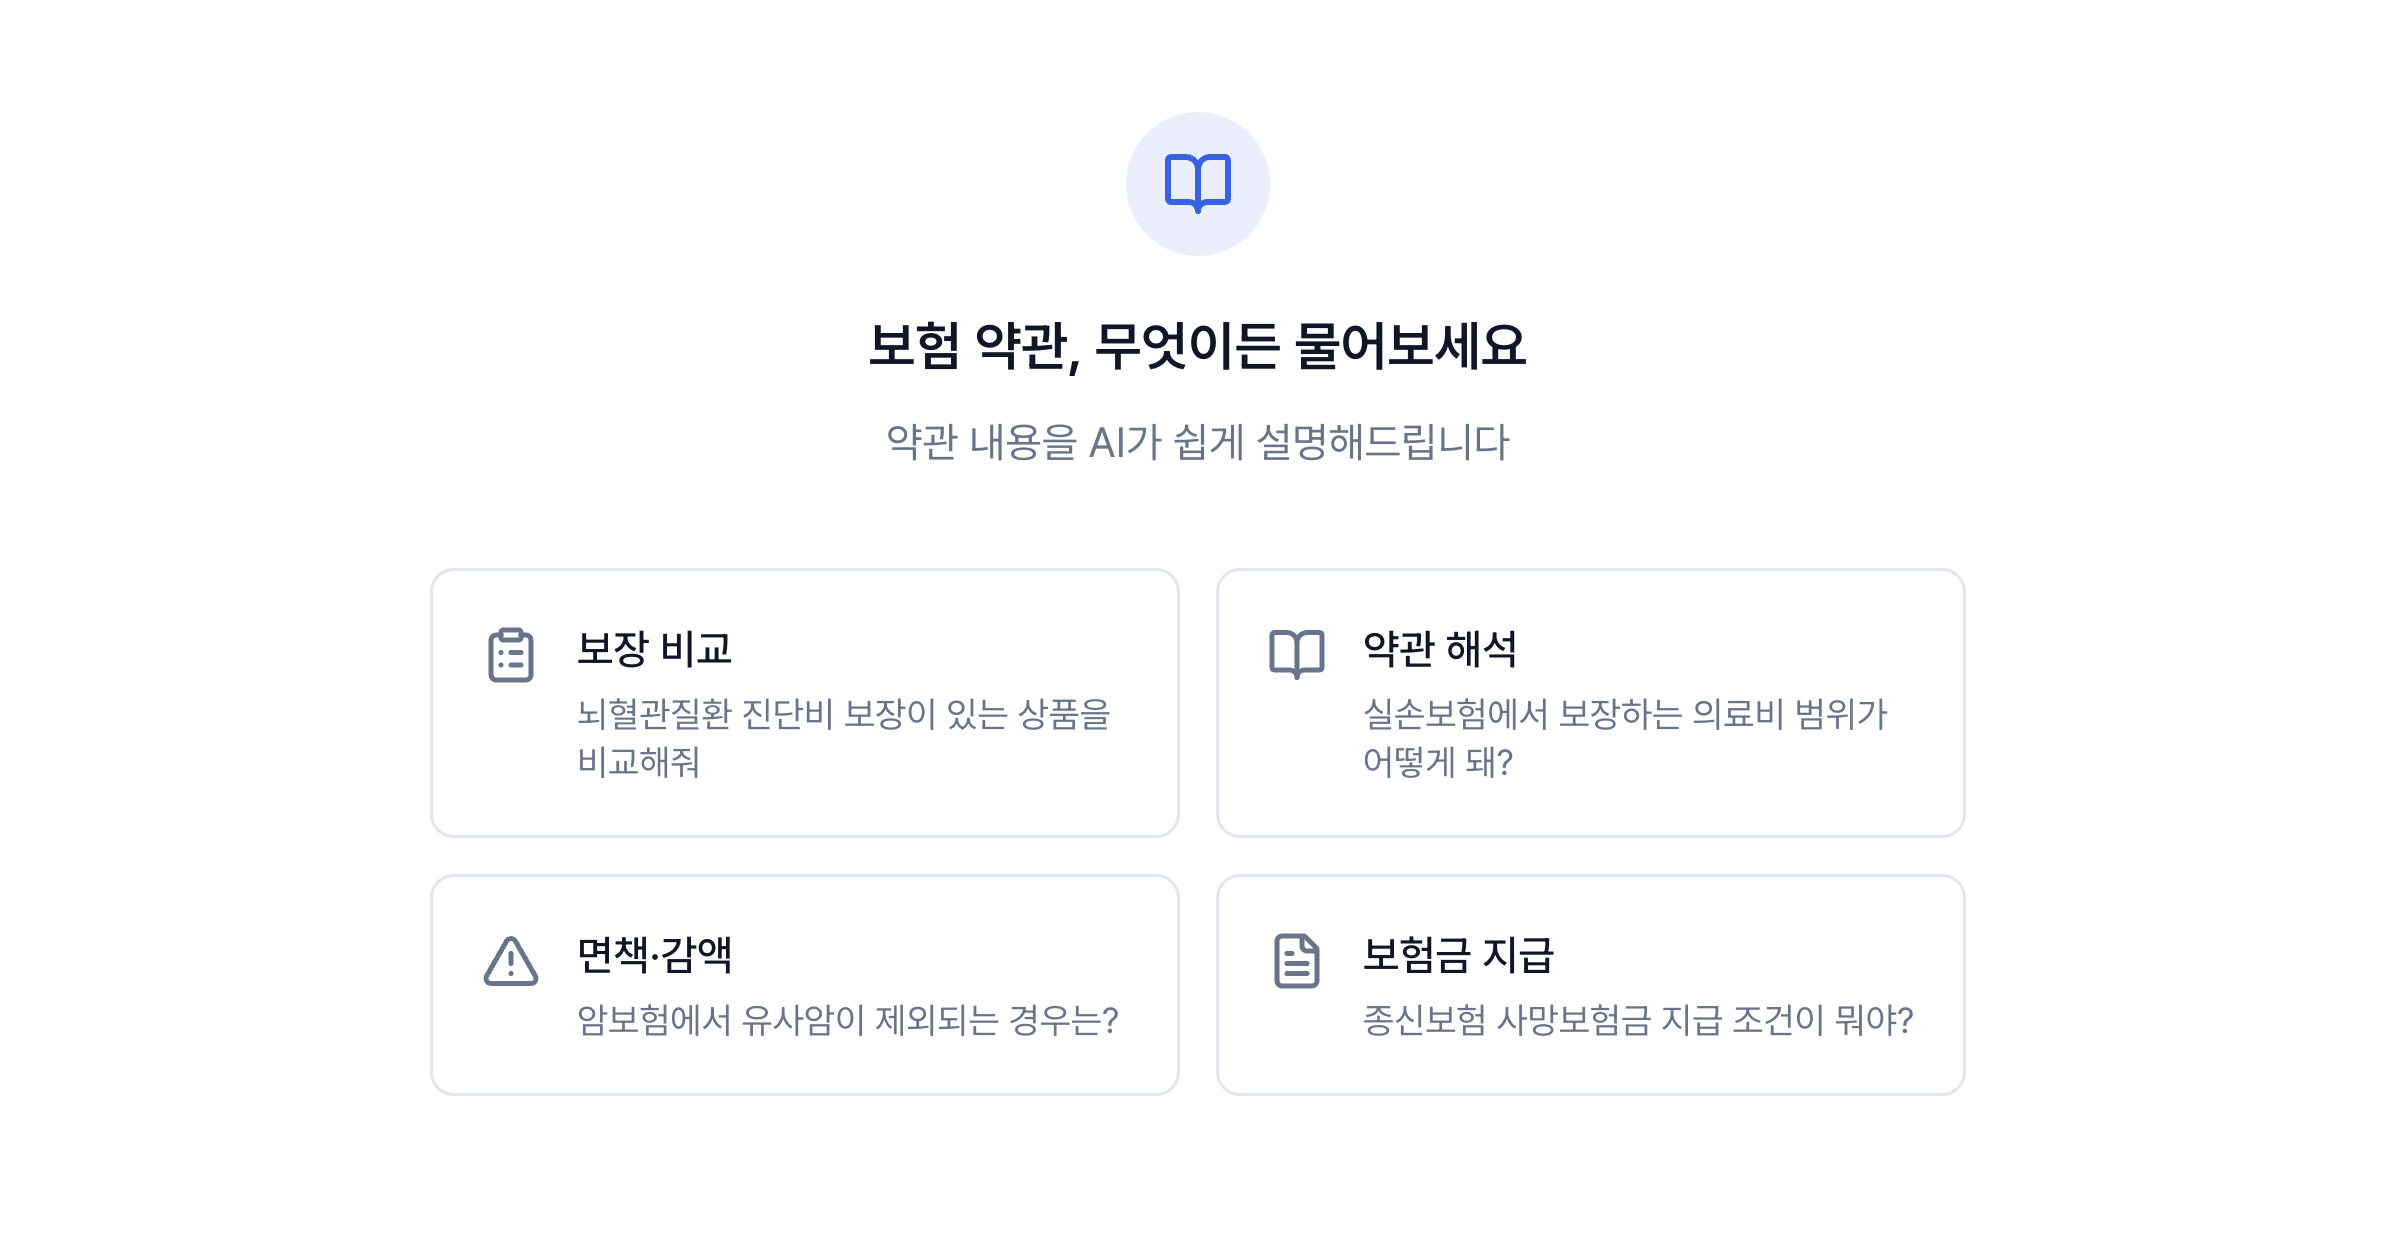 보험 약관, 무엇이든 물어보세요
약관 내용을 AI가 쉽게 설명해드립니다
보장 비교
뇌혈관질환 진단비 보장이 있는 상품을
비교해줘
약관 해석
실손보험에서 보장하는 의료비 범위가
어떻게 돼?
면책·감액
암보험에서 유사암이 제외되는 경우는?
보험금 지급
종신보험 사망보험금 지급 조건이 뭐야?